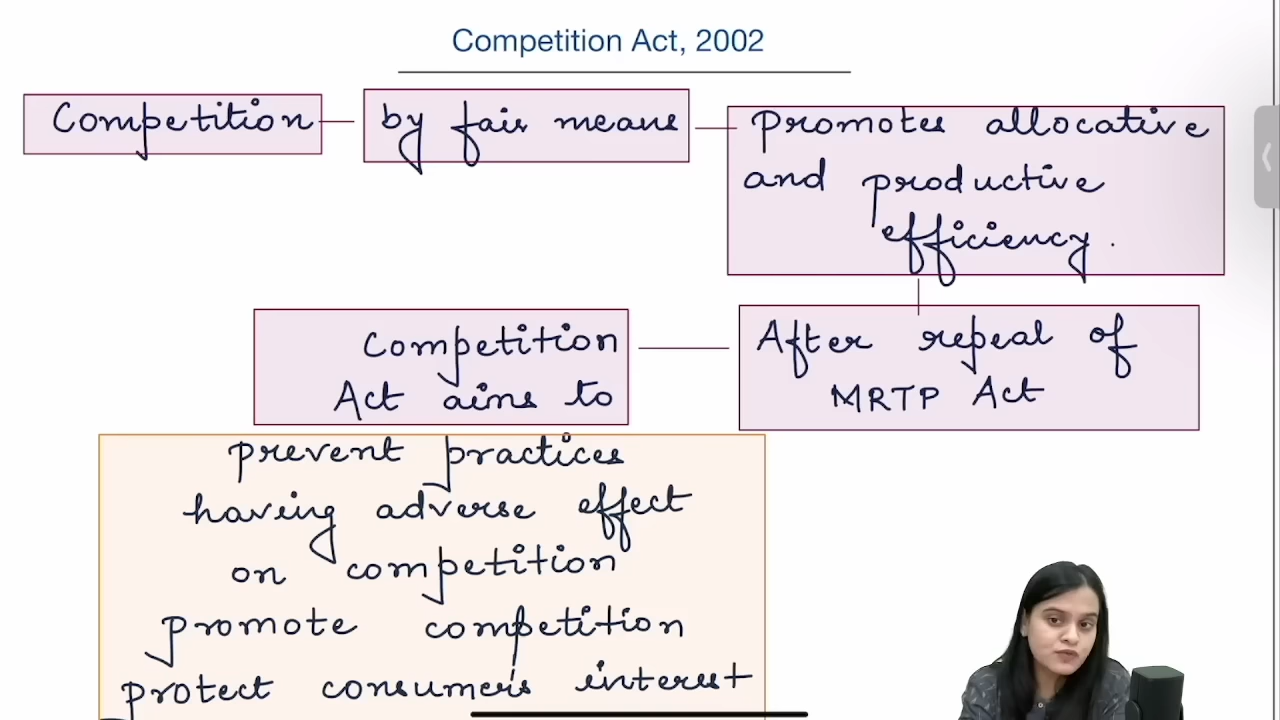 Competition Act, 2002
Competition
by fair means
promotes allocative
and productive
efficiency.
After repeal of
MRTP Act
Competition
Act aims to
prevent practices
having adverse effect
on competition
promote competition
protect consumers interest